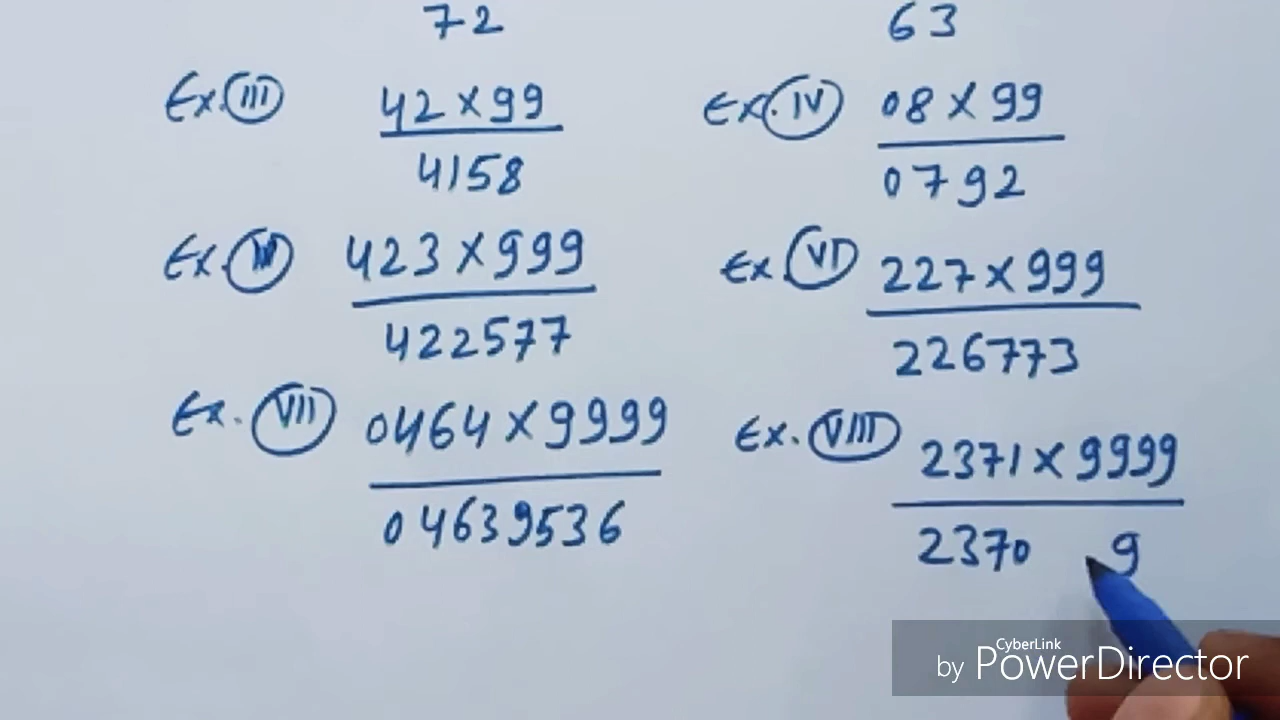 72 63
Ex. III 42 x 99 Ex. IV 08 x 99
4158 0792
Ex. 423 x 999 Ex. VI 227 x 999
422577 226773
Ex. VII 0464 x 9999 Ex. VIII 2371 x 9999
04639536 2370 9
CyberLink
by PowerDirector